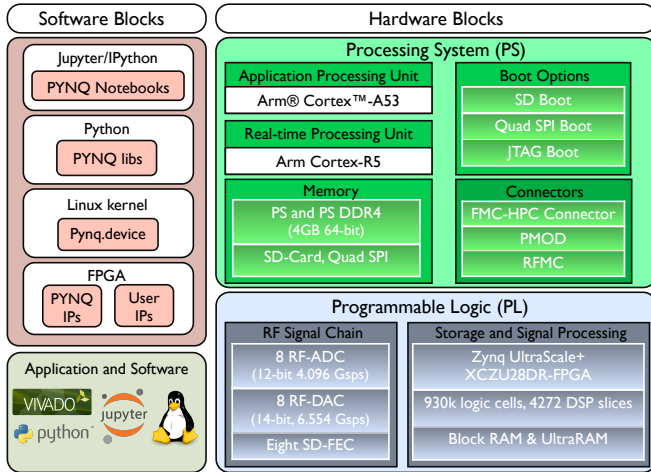 Software Blocks
Jupyter/IPython
PYNQ Notebooks
Python
PYNQ libs
Linux kernel
Pynq.device
FPGA
PYNQ
IPs
User
IPs
Application and Software
VIVADO
python™
jupyter
Hardware Blocks
Processing System (PS)
Application Processing Unit
Arm® Cortex™-A53
Real-time Processing Unit
Arm Cortex-R5
Memory
PS and PS DDR4
(4GB 64-bit)
SD-Card, Quad SPI
Boot Options
SD Boot
Quad SPI Boot
JTAG Boot
Connectors
FMC-HPC Connector
PMOD
RFMC
Programmable Logic (PL)
RF Signal Chain
8 RF-ADC
(12-bit 4.096 Gsps)
8 RF-DAC
(14-bit, 6.554 Gsps)
Eight SD-FEC
Storage and Signal Processing
Zynq UltraScale+
XCZU28DR-FPGA
930k logic cells, 4272 DSP slices
Block RAM & UltraRAM